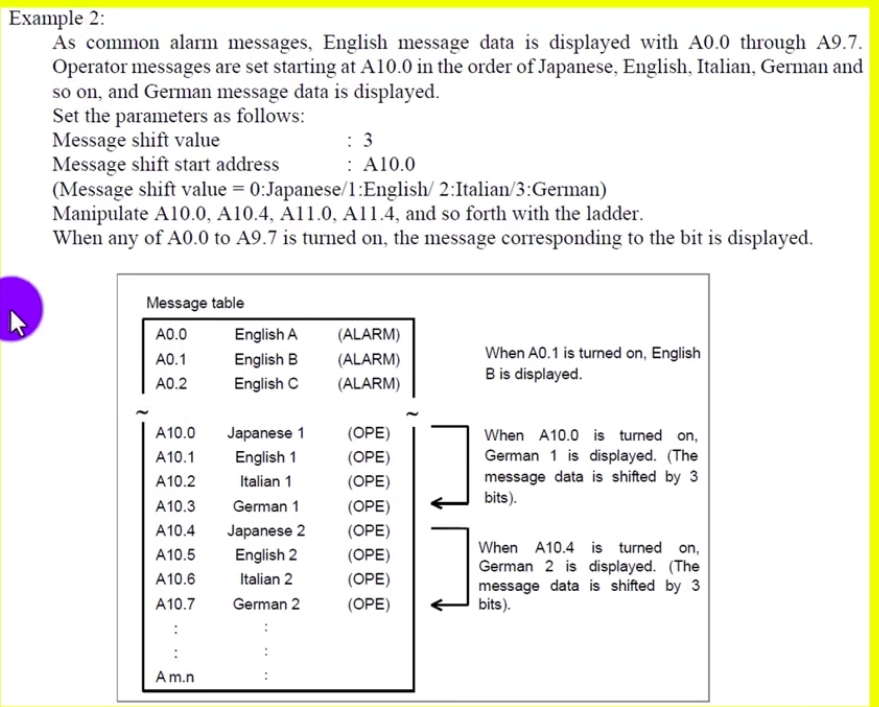 Example 2:
As common alarm messages, English message data is displayed with A0.0 through A9.7.
Operator messages are set starting at A10.0 in the order of Japanese, English, Italian, German and
so on, and German message data is displayed.
Set the parameters as follows:
Message shift value : 3
Message shift start address : A10.0
(Message shift value = 0:Japanese/1:English/ 2:Italian/3:German)
Manipulate A10.0, A10.4, A11.0, A11.4, and so forth with the ladder.
When any of A0.0 to A9.7 is turned on, the message corresponding to the bit is displayed.
Message table
A0.0 English A (ALARM)
A0.1 English B (ALARM)
A0.2 English C (ALARM)
~ ~
A10.0 Japanese 1 (OPE)
A10.1 English 1 (OPE)
A10.2 Italian 1 (OPE)
A10.3 German 1 (OPE)
A10.4 Japanese 2 (OPE)
A10.5 English 2 (OPE)
A10.6 Italian 2 (OPE)
A10.7 German 2 (OPE)
: :
: :
Am.n :
When A0.1 is turned on, English
B is displayed.
When A10.0 is turned on,
German 1 is displayed. (The
message data is shifted by 3
bits).
When A10.4 is turned on,
German 2 is displayed. (The
message data is shifted by 3
bits).